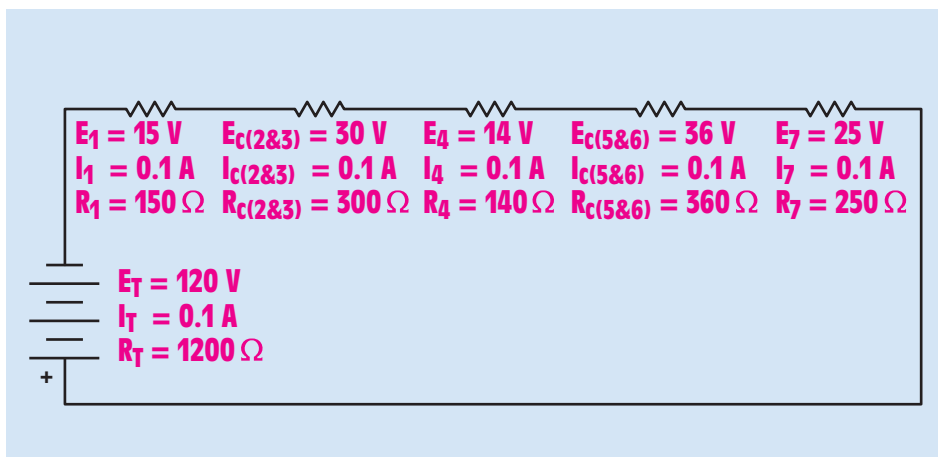 E1 = 15 V EC(2&3) = 30 V E4 = 14 V EC(5&6) = 36 V E7 = 25 V
I1 = 0.1 A IC(2&3) = 0.1 A I4 = 0.1 A IC(5&6) = 0.1 A I7 = 0.1 A
R1 = 150 Ω RC(2&3) = 300 Ω R4 = 140 Ω RC(5&6) = 360 Ω R7 = 250 Ω
ET = 120 V
IT = 0.1 A
RT = 1200 Ω
+